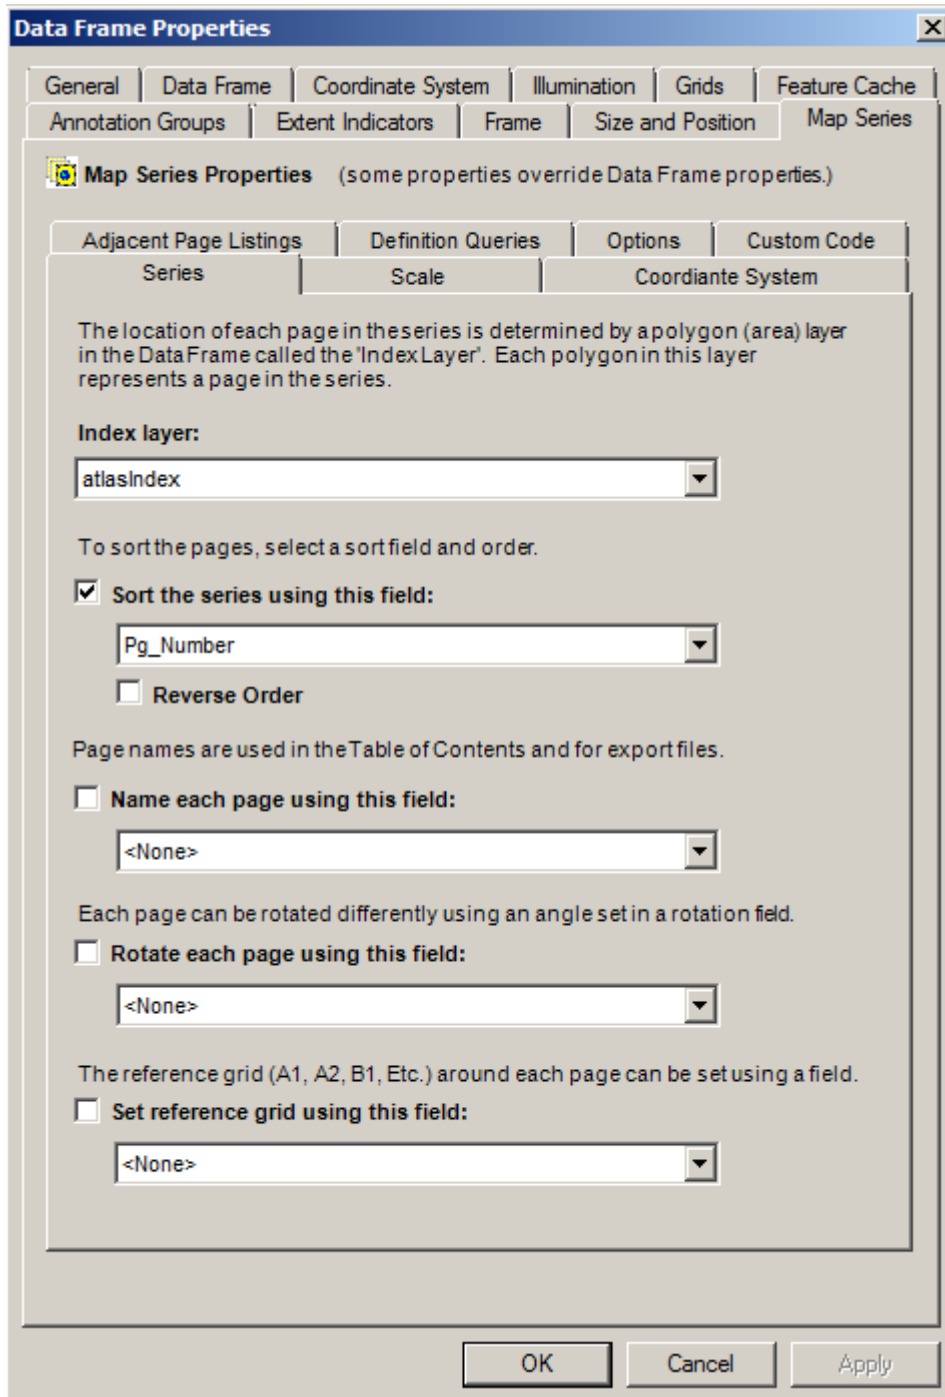 Data Frame Properties
General Data Frame Coordinate System Illumination Grids Feature Cache
Annotation Groups Extent Indicators Frame Size and Position Map Series
Map Series Properties (some properties override Data Frame properties.)
Adjacent Page Listings Definition Queries Options Custom Code
Series Scale Coordiante System
The location of each page in the series is determined by a polygon (area) layer
in the Data Frame called the 'Index Layer'. Each polygon in this layer
represents a page in the series.
Index layer:
atlasIndex
To sort the pages, select a sort field and order.
Sort the series using this field:
Pg_Number
Reverse Order
Page names are used in the Table of Contents and for export files.
Name each page using this field:
<None>
Each page can be rotated differently using an angle set in a rotation field.
Rotate each page using this field:
<None>
The reference grid (A1, A2, B1, Etc.) around each page can be set using a field.
Set reference grid using this field:
<None>
OK Cancel Apply